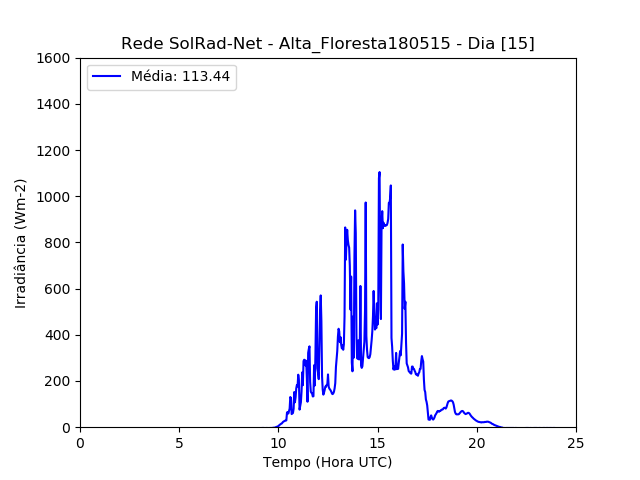 Rede SolRad-Net - Alta_Floresta180515 - Dia [15]
Média: 113.44
Irradiância (Wm-2)
1600
1400
1200
1000
800
600
400
200
0
0 5 10 15 20 25
Tempo (Hora UTC)